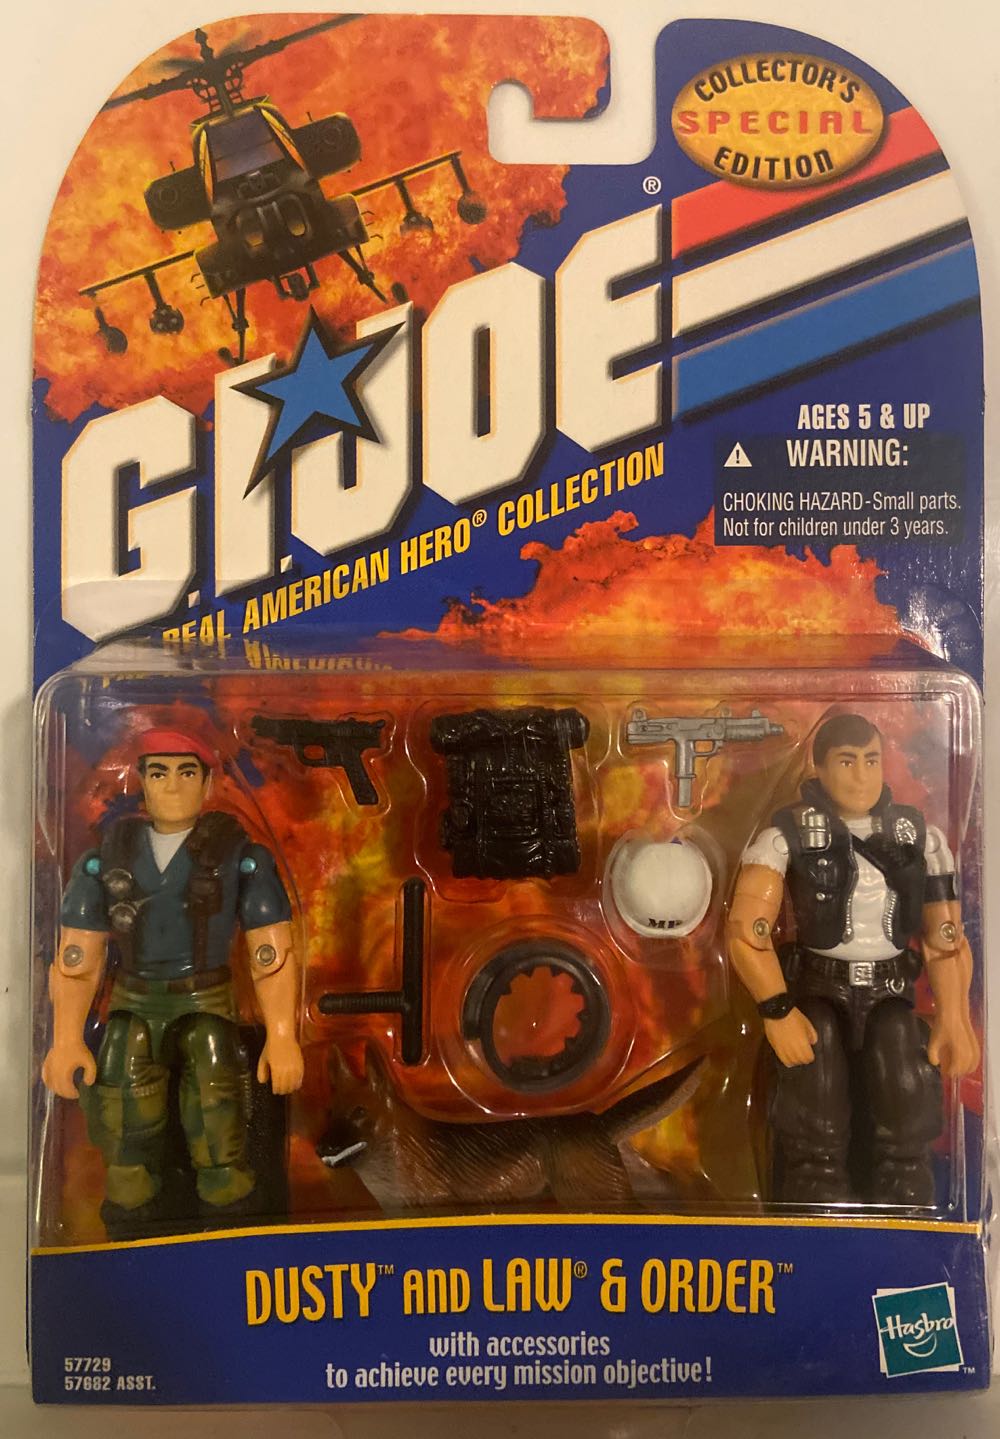 COLLECTOR'S
SPECIAL
EDITION
G.I. JOE®
REAL AMERICAN HERO® COLLECTION
AGES 5 & UP
WARNING:
CHOKING HAZARD-Small parts.
Not for children under 3 years.
MP
DUSTY™ AND LAW® & ORDER™
with accessories
to achieve every mission objective!
57729
57682 ASST.
Hasbro™